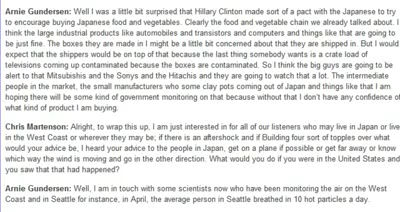 Arnie Gundersen: Well I was a little bit surprised that Hillary Clinton made sort of a pact with the Japanese to try
to encourage buying Japanese food and vegetables. Clearly the food and vegetable chain we already talked about. I
think the large industrial products like automobiles and transistors and computers and things like that are going to
be just fine. The boxes they are made in I might be a little bit concerned about that they are shipped in. But I would
expect that the shippers would be on top of that because the last thing somebody wants is a crate load of
televisions coming up contaminated because the boxes are contaminated. So I think the big guys are going to be
alert to that Mitsubishis and the Sonys and the Hitachis and they are going to watch that a lot. The intermediate
people in the market, the small manufacturers who some clay pots coming out of Japan and things like that I am
hoping there will be some kind of government monitoring on that because without that I don't have any confidence of
what kind of product I am buying.
Chris Martenson: Alright, to wrap this up, I am just interested in for all of our listeners who may live in Japan or live
in the West Coast or wherever they may be; if there is an aftershock and if Building four sort of topples over what
would your advice be, I heard your advice to the people in Japan, get on a plane if possible or get far away or know
which way the wind is moving and go in the other direction. What would you do if you were in the United States and
you saw that that had happened?
Arnie Gundersen: Well, I am in touch with some scientists now who have been monitoring the air on the West
Coast and in Seattle for instance, in April, the average person in Seattle breathed in 10 hot particles a day.